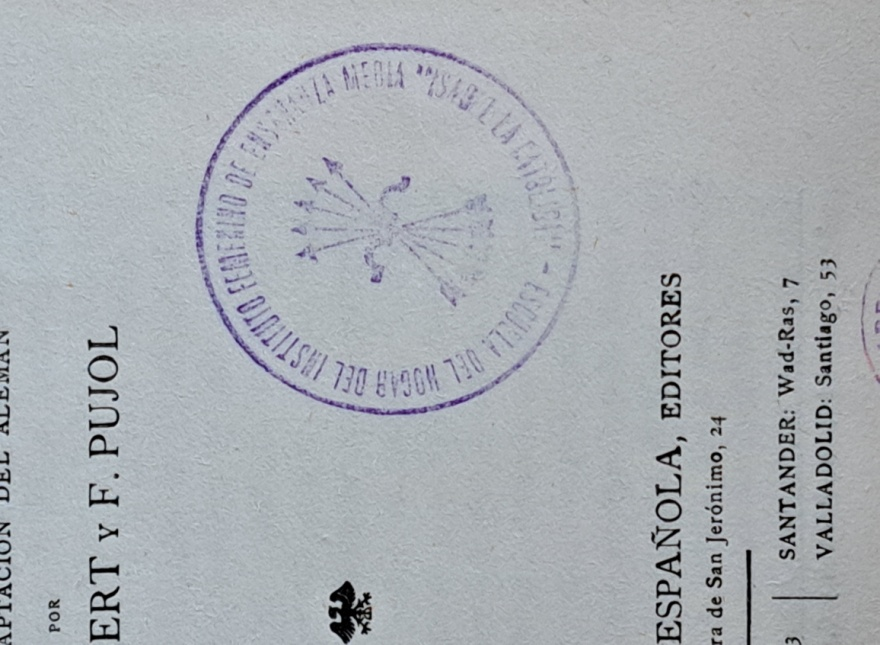 DEL ALEMÁN
POR
ERT Y F. PUJOL
ESCUELA DEL HOGAR DEL INSTITUTO FEMENINO DE ENSEÑANZA MEDIA "ISABEL LA CATÓLICA" -
ESPAÑOLA, EDITORES
ra de San Jerónimo, 24
3
SANTANDER: Wad-Ras, 7
VALLADOLID: Santiago, 53